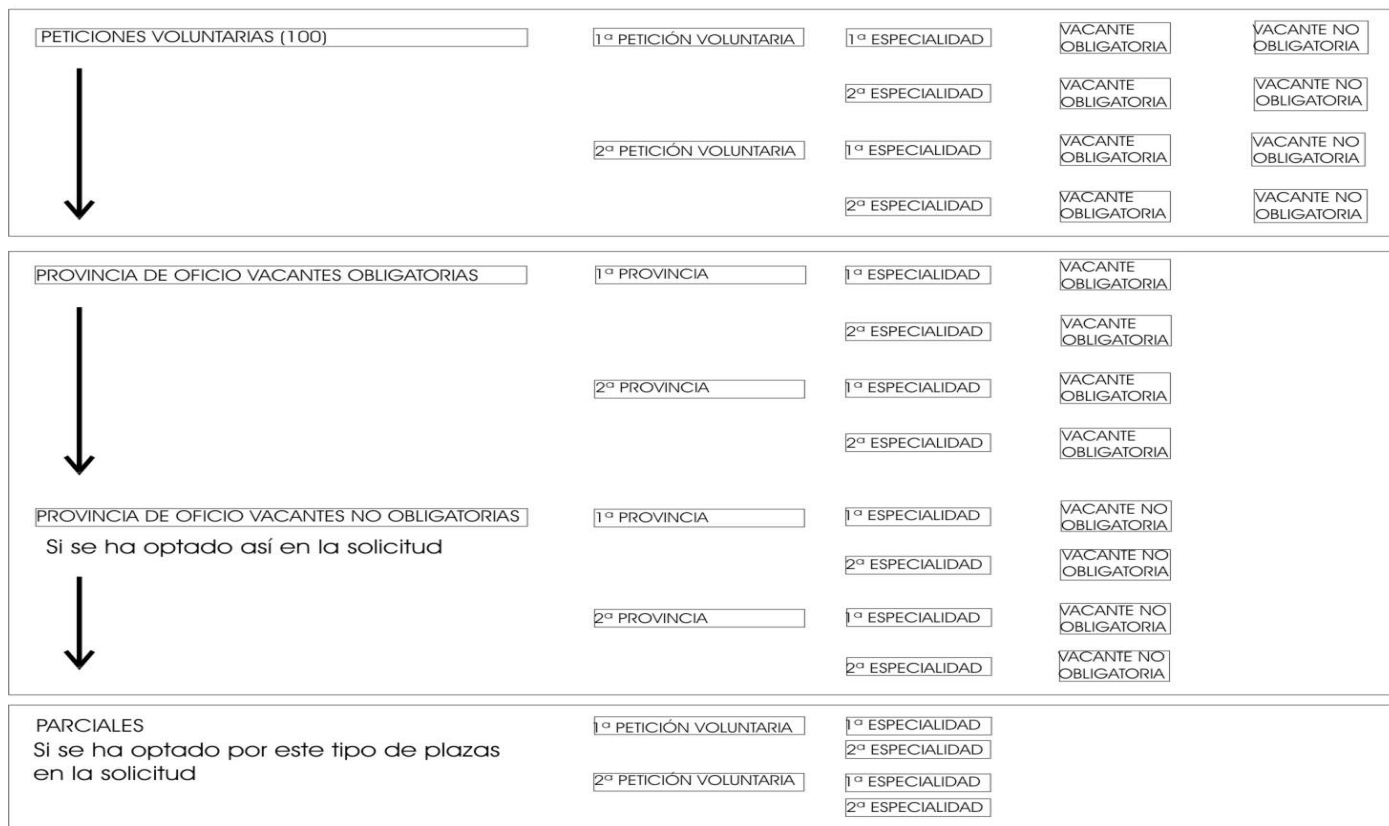 PETICIONES VOLUNTARIAS (100)
1ª PETICIÓN VOLUNTARIA
1ª ESPECIALIDAD
VACANTE
OBLIGATORIA
VACANTE NO
OBLIGATORIA
2ª ESPECIALIDAD
VACANTE
OBLIGATORIA
VACANTE NO
OBLIGATORIA
2ª PETICIÓN VOLUNTARIA
1ª ESPECIALIDAD
VACANTE
OBLIGATORIA
VACANTE NO
OBLIGATORIA
2ª ESPECIALIDAD
VACANTE
OBLIGATORIA
VACANTE NO
OBLIGATORIA
PROVINCIA DE OFICIO VACANTES OBLIGATORIAS
1ª PROVINCIA
1ª ESPECIALIDAD
VACANTE
OBLIGATORIA
2ª ESPECIALIDAD
VACANTE
OBLIGATORIA
2ª PROVINCIA
1ª ESPECIALIDAD
VACANTE
OBLIGATORIA
2ª ESPECIALIDAD
VACANTE
OBLIGATORIA
PROVINCIA DE OFICIO VACANTES NO OBLIGATORIAS
Si se ha optado así en la solicitud
1ª PROVINCIA
1ª ESPECIALIDAD
VACANTE NO
OBLIGATORIA
2ª ESPECIALIDAD
VACANTE NO
OBLIGATORIA
2ª PROVINCIA
1ª ESPECIALIDAD
VACANTE NO
OBLIGATORIA
2ª ESPECIALIDAD
VACANTE NO
OBLIGATORIA
PARCIALES
Si se ha optado por este tipo de plazas
en la solicitud
1ª PETICIÓN VOLUNTARIA
1ª ESPECIALIDAD
2ª ESPECIALIDAD
2ª PETICIÓN VOLUNTARIA
1ª ESPECIALIDAD
2ª ESPECIALIDAD